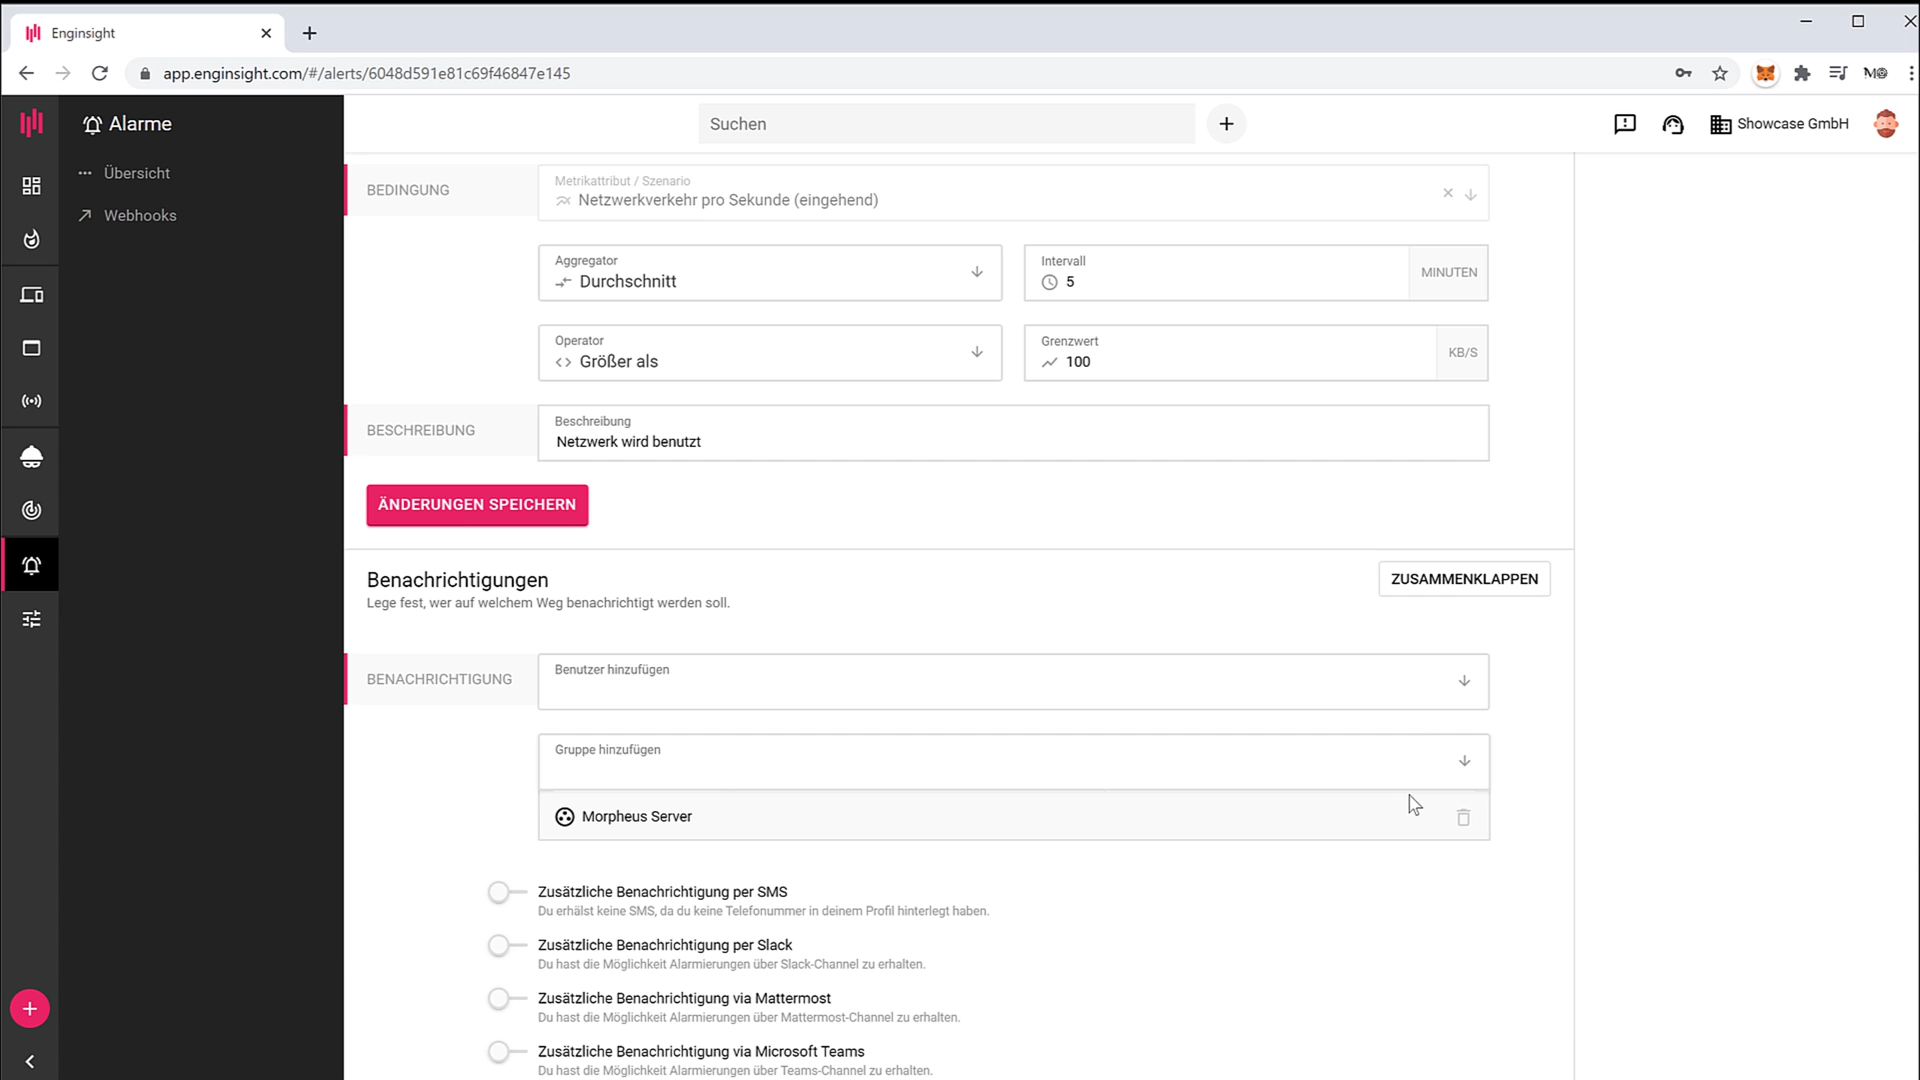 Enginsight
app.enginsight.com/#/alerts/6048d591e81c69f46847e145
Alarme
Suchen
Showcase GmbH
Übersicht
Webhooks
BEDINGUNG
Metrikattribut / Szenario
Netzwerkverkehr pro Sekunde (eingehend)
Aggregator
Durchschnitt
Intervall
5
MINUTEN
Operator
Größer als
Grenzwert
100
KB/S
BESCHREIBUNG
Beschreibung
Netzwerk wird benutzt
ÄNDERUNGEN SPEICHERN
Benachrichtigungen
Lege fest, wer auf welchem Weg benachrichtigt werden soll.
ZUSAMMENKLAPPEN
BENACHRICHTIGUNG
Benutzer hinzufügen
Gruppe hinzufügen
Morpheus Server
Zusätzliche Benachrichtigung per SMS
Du erhälst keine SMS, da du keine Telefonummer in deinem Profil hinterlegt haben.
Zusätzliche Benachrichtigung per Slack
Du hast die Möglichkeit Alarmierungen über Slack-Channel zu erhalten.
Zusätzliche Benachrichtigung via Mattermost
Du hast die Möglichkeit Alarmierungen über Mattermost-Channel zu erhalten.
Zusätzliche Benachrichtigung via Microsoft Teams
Du hast die Möglichkeit Alarmierungen über Teams-Channel zu erhalten.